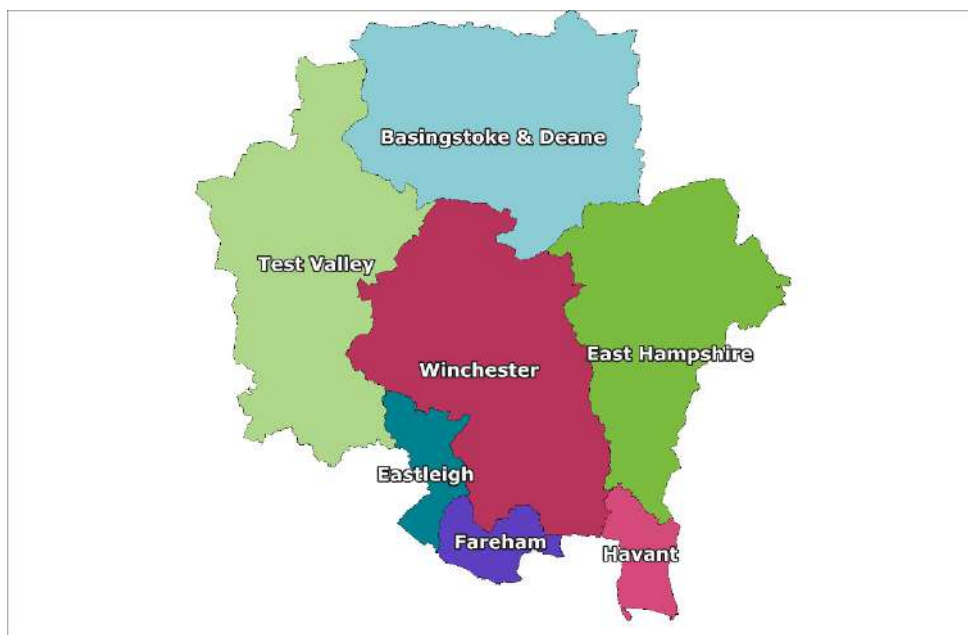 Basingstoke & Deane
Test Valley
East Hampshire
Winchester
Eastleigh
Fareham
Havant